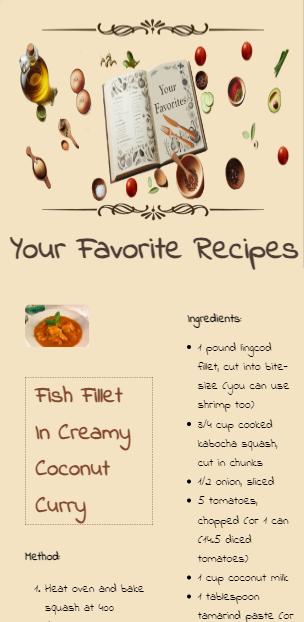 Your
Favorites
Your Favorite Recipes
Fish Fillet
In Creamy
Coconut
Curry
Method:
1. Heat oven and bake
squash at 400
Ingredients:
1 pound lingcod
fillet, cut into bite-
size (you can use
shrimp too)
3/4 cup cooked
kabocha squash,
cut in chunks
1/2 onion, sliced
5 tomatoes,
chopped (or 1 can
(14.5 diced
tomatoes)
1 cup coconut milk
1 tablespoon
tamarind paste (or